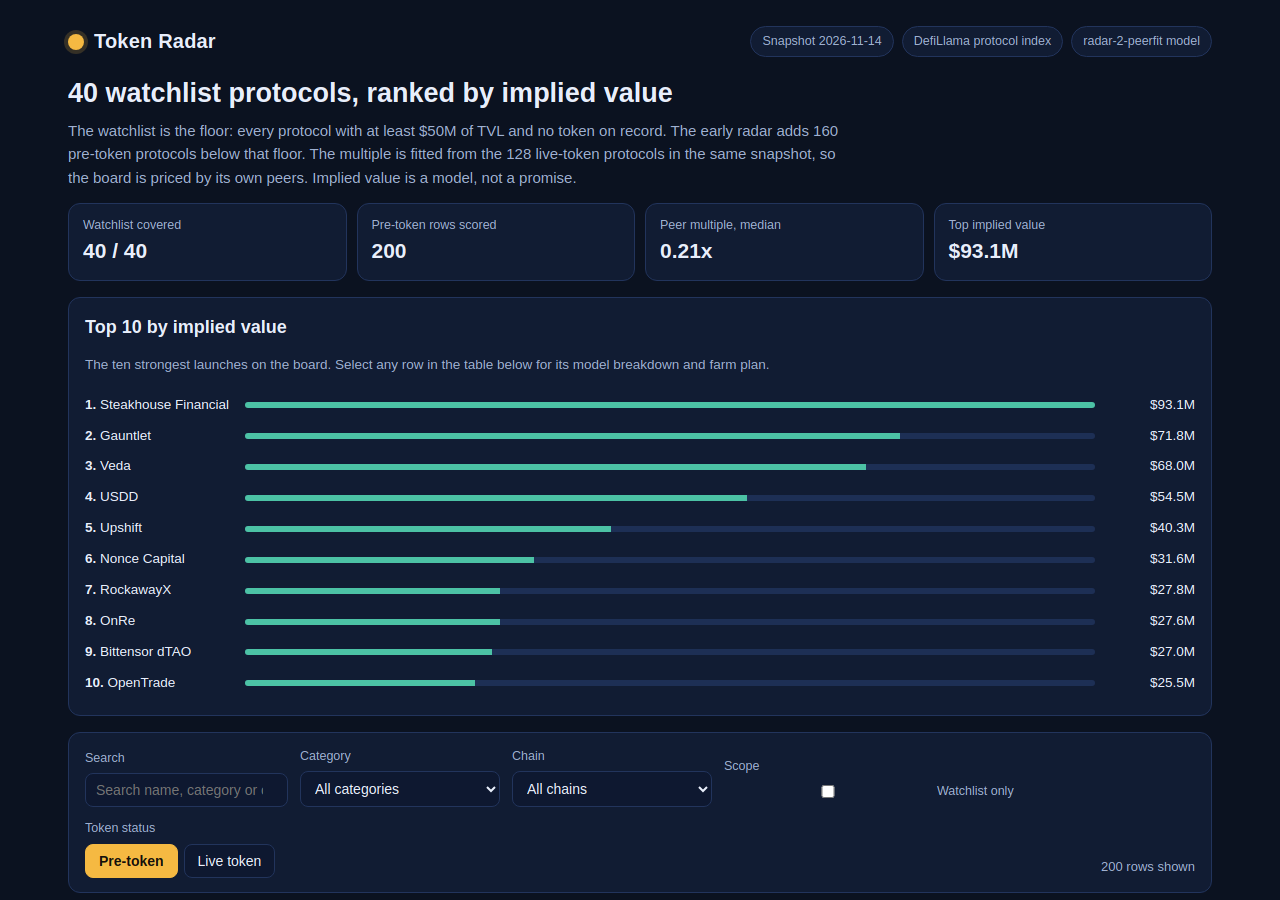 Token Radar
Snapshot 2026-11-14
DefiLlama protocol index
radar-2-peerfit model
40 watchlist protocols, ranked by implied value
The watchlist is the floor: every protocol with at least $50M of TVL and no token on record. The early radar adds 160
pre-token protocols below that floor. The multiple is fitted from the 128 live-token protocols in the same snapshot, so
the board is priced by its own peers. Implied value is a model, not a promise.
Watchlist covered
40 / 40
Pre-token rows scored
200
Peer multiple, median
0.21x
Top implied value
$93.1M
Top 10 by implied value
The ten strongest launches on the board. Select any row in the table below for its model breakdown and farm plan.
1. Steakhouse Financial $93.1M
2. Gauntlet $71.8M
3. Veda $68.0M
4. USDD $54.5M
5. Upshift $40.3M
6. Nonce Capital $31.6M
7. RockawayX $27.8M
8. OnRe $27.6M
9. Bittensor dTAO $27.0M
10. OpenTrade $25.5M
Search
Search name, category or
Category
All categories
Chain
All chains
Scope
Watchlist only
Token status
Pre-token
Live token
200 rows shown